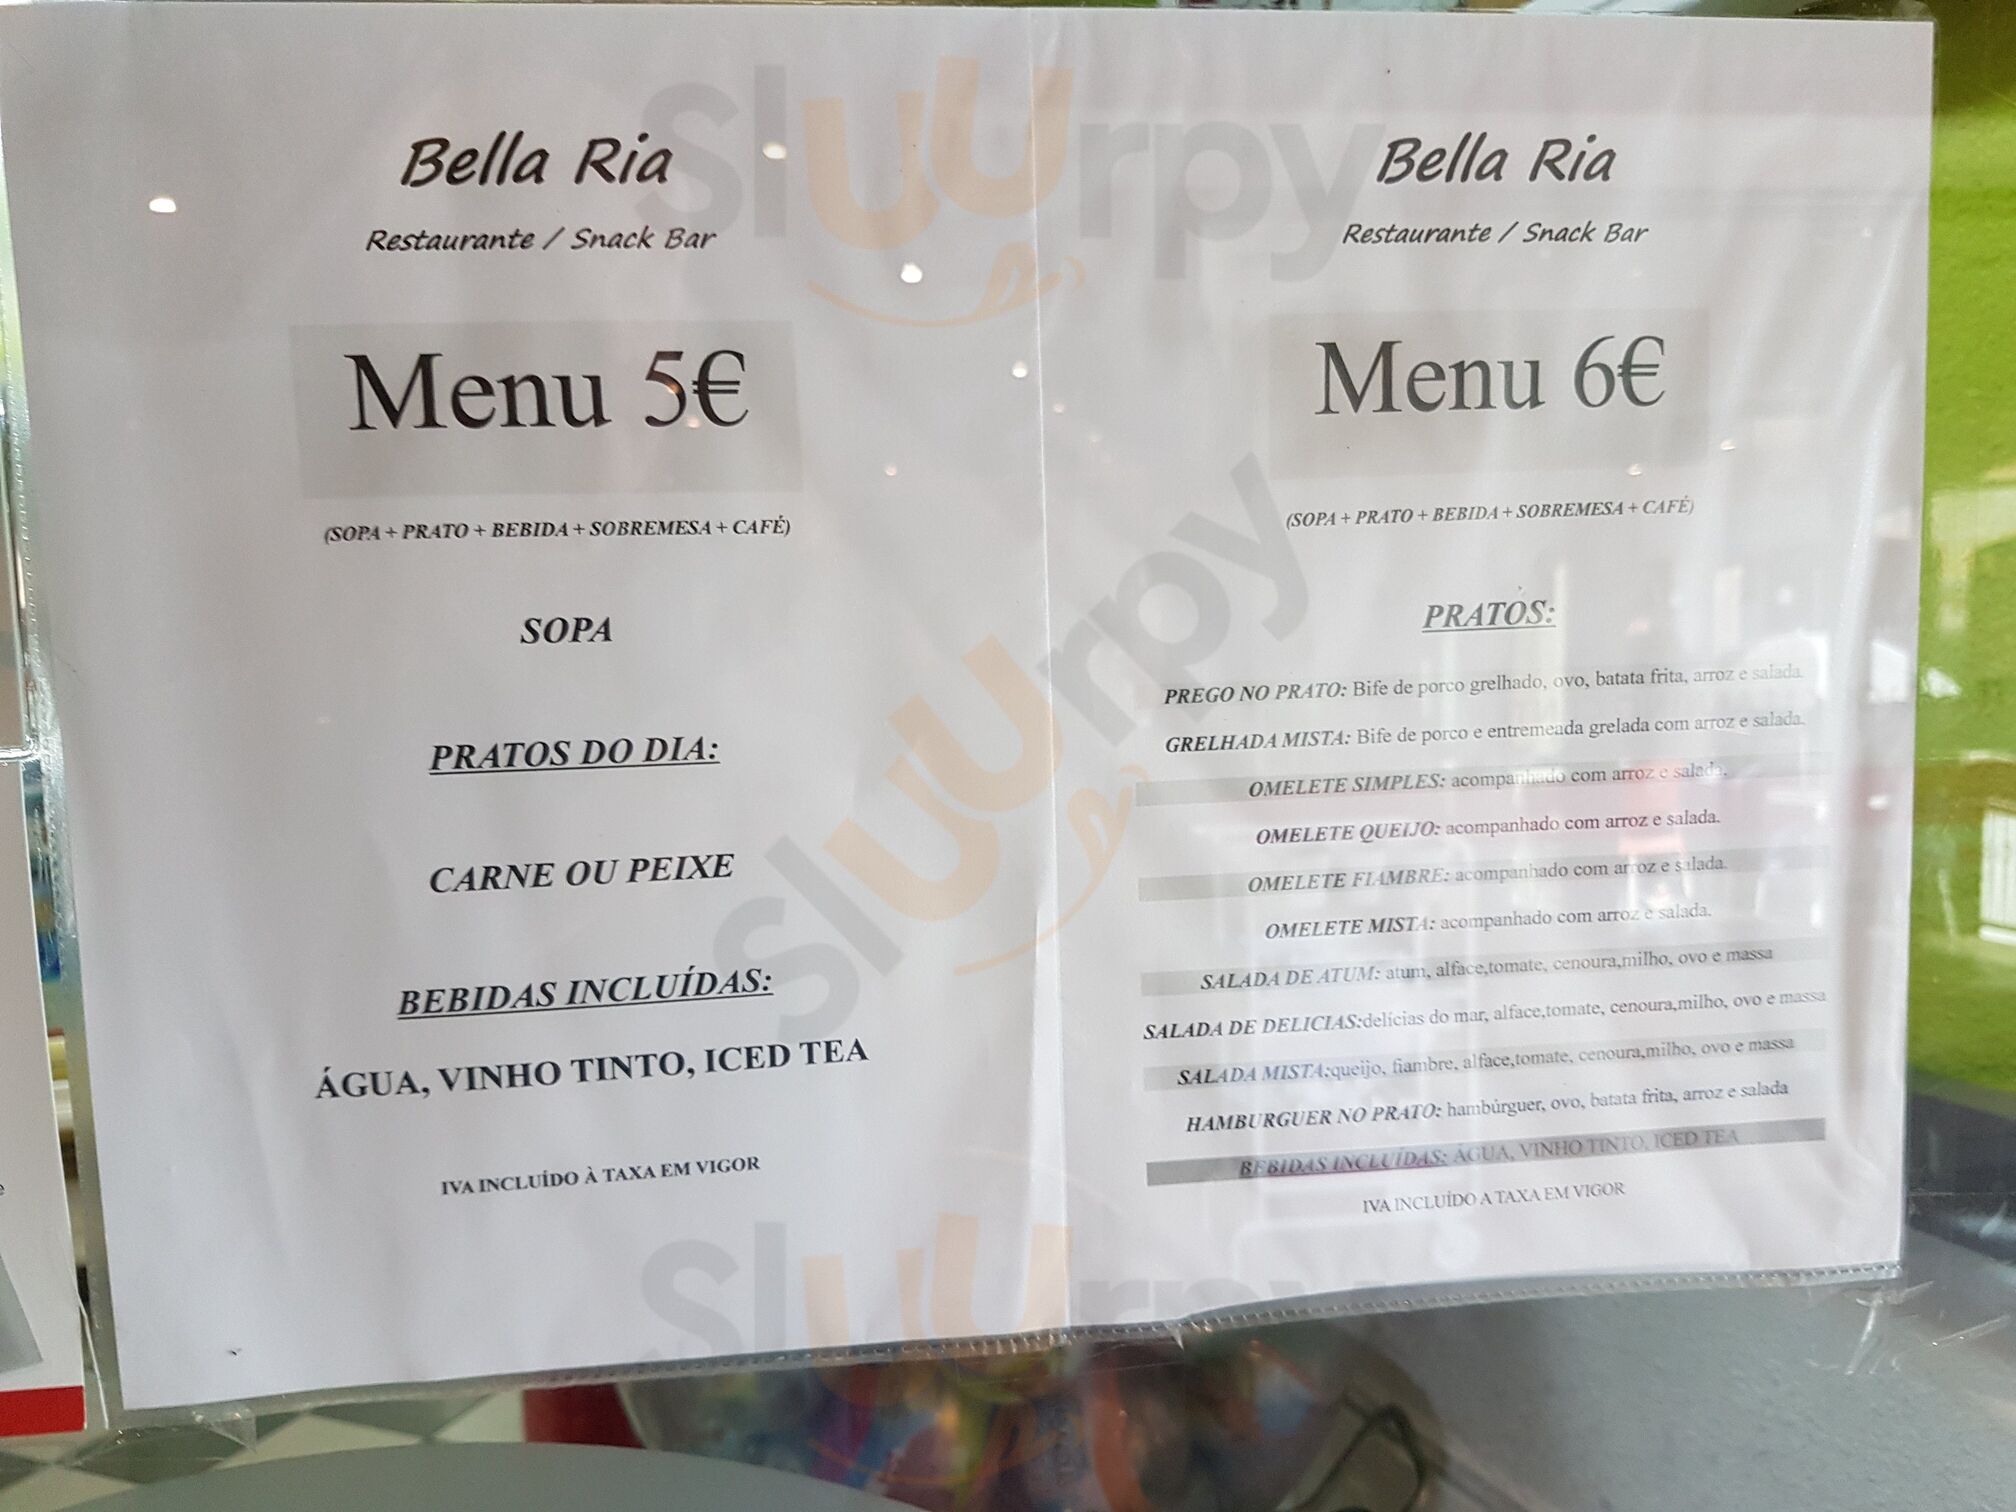 Bella Ria
Restaurante / Snack Bar
Menu 5€
(SOPA + PRATO + BEBIDA + SOBREMESA + CAFÉ)
SOPA
PRATOS DO DIA:
CARNE OU PEIXE
BEBIDAS INCLUÍDAS:
ÁGUA, VINHO TINTO, ICED TEA
IVA INCLUÍDO À TAXA EM VIGOR
Bella Ria
Restaurante / Snack Bar
Menu 6€
(SOPA + PRATO + BEBIDA + SOBREMESA + CAFÉ)
PRATOS:
PREGO NO PRATO: Bife de porco grelhado, ovo, batata frita, arroz e salada.
GRELHADA MISTA: Bife de porco e entremeada grelada com arroz e salada.
OMELETE SIMPLES: acompanhado com arroz e salada.
OMELETE QUEIJO: acompanhado com arroz e salada.
OMELETE FIAMBRE: acompanhado com arroz e salada.
OMELETE MISTA: acompanhado com arroz e salada.
SALADA DE ATUM: atum, alface,tomate, cenoura,milho, ovo e massa
SALADA DE DELICIAS:delícias do mar, alface,tomate, cenoura,milho, ovo e massa
SALADA MISTA:queijo, fiambre, alface,tomate, cenoura,milho, ovo e massa
HAMBURGUER NO PRATO: hambúrguer, ovo, batata frita, arroz e salada
BEBIDAS INCLUÍDAS: ÁGUA, VINHO TINTO, ICED TEA
IVA INCLUÍDO A TAXA EM VIGOR
sluurpy
sluurpy
sluurpy